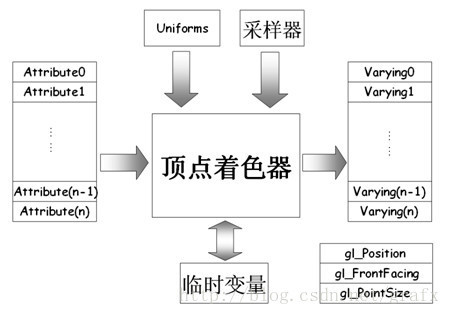 Uniforms
采样器
Attribute0
Attribute1
Attribute(n-1)
Attribute(n)
顶点着色器
Varying0
Varying1
Varying(n-1)
Varying(n)
临时变量
gl_Position
gl_FrontFacing
gl_PointSize
http://blog.csdn.net/grafx